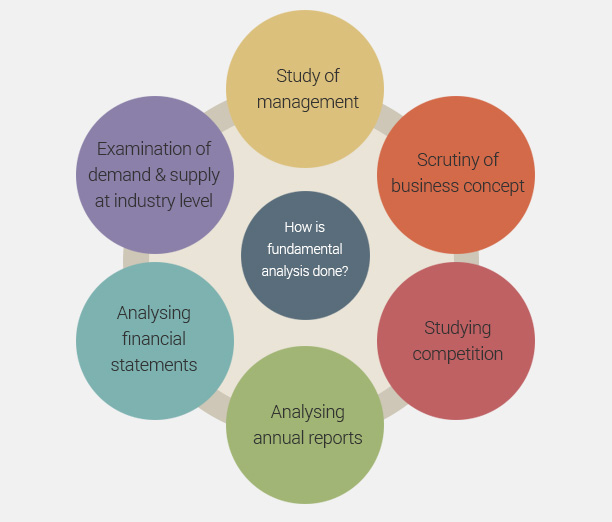 Study of
management
Scrutiny of
business concept
Studying
competition
Analysing
annual reports
Analysing
financial
statements
Examination of
demand & supply
at industry level
How is
fundamental
analysis done?